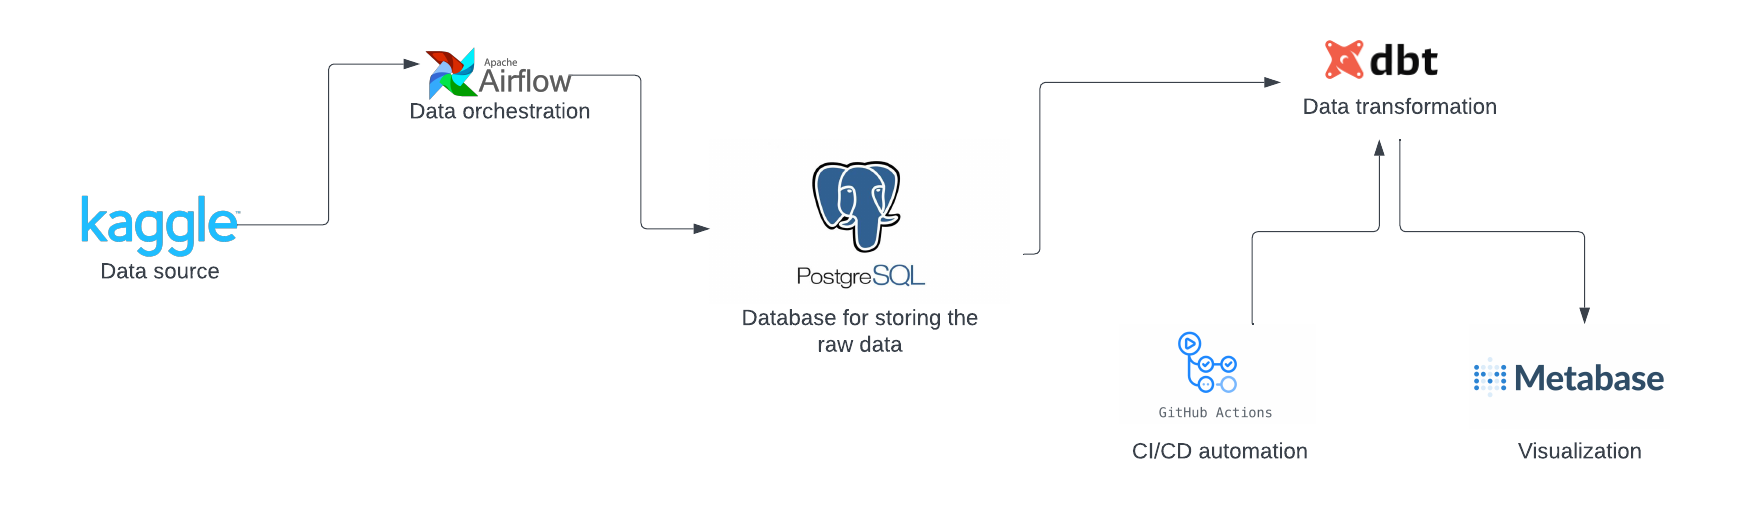 kaggle
Data source
Apache
Airflow
Data orchestration
PostgreSQL
Database for storing the
raw data
dbt
Data transformation
GitHub Actions
CI/CD automation
Metabase
Visualization